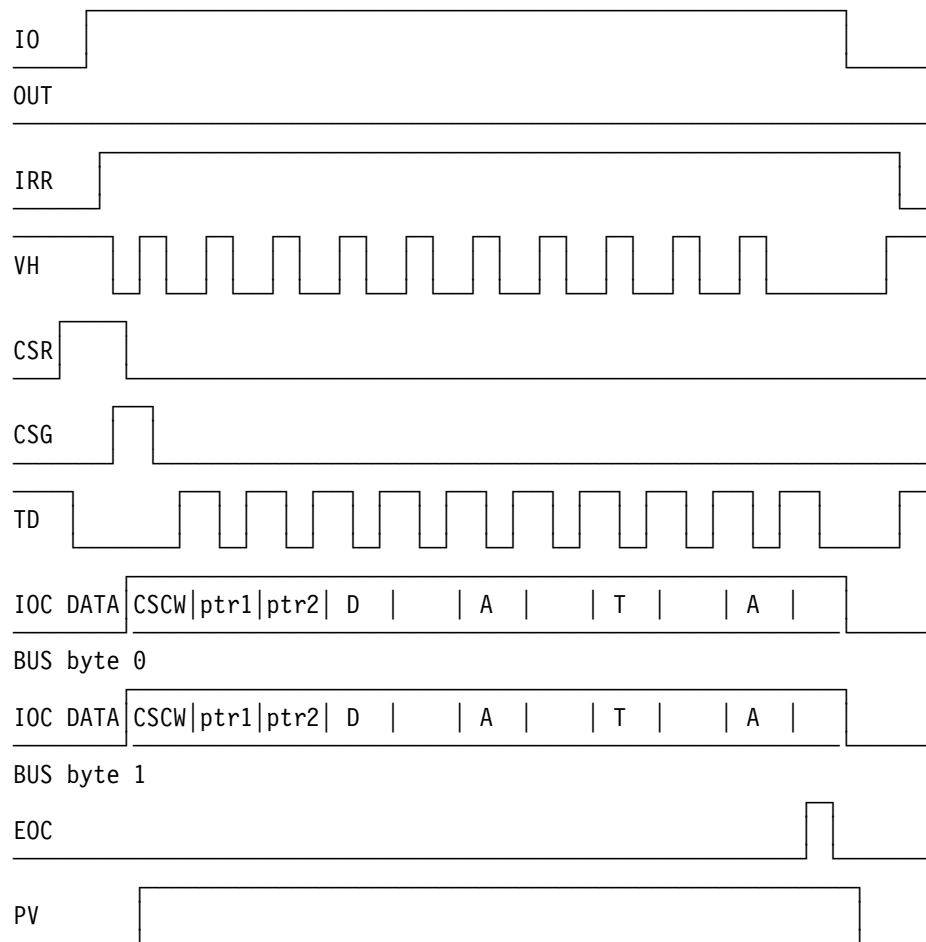 IO
OUT
IRR
VH
CSR
CSG
TD
IOC DATA CSCW|ptr1|ptr2| D | | A | | T | | A |
BUS byte 0
IOC DATA CSCW|ptr1|ptr2| D | | A | | T | | A |
BUS byte 1
EOC
PV